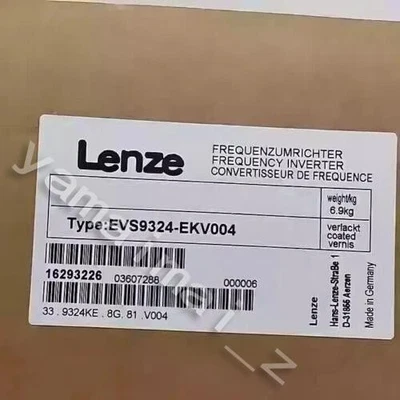 Lenze
FREQUENZUMRICHTER
FREQUENCY INVERTER
CONVERTISSEUR DE FREQUENCE
weight/kg
6.9kg
Type:EVS9324-EKV004
verlackt
coated
vernis
16293226 03607288 000006
33 . 9324KE . 8G. 81 .V004
Lenze
Hans-Lenze-Straße 1
D-31855 Aerzen
Made in Germany